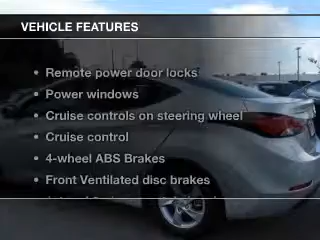 VEHICLE FEATURES
• Remote power door locks
• Power windows
• Cruise controls on steering wheel
• Cruise control
• 4-wheel ABS Brakes
• Front Ventilated disc brakes